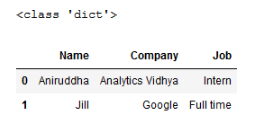 <class 'dict'>
Name Company Job
0 Aniruddha Analytics Vidhya Intern
1 Jill Google Full time